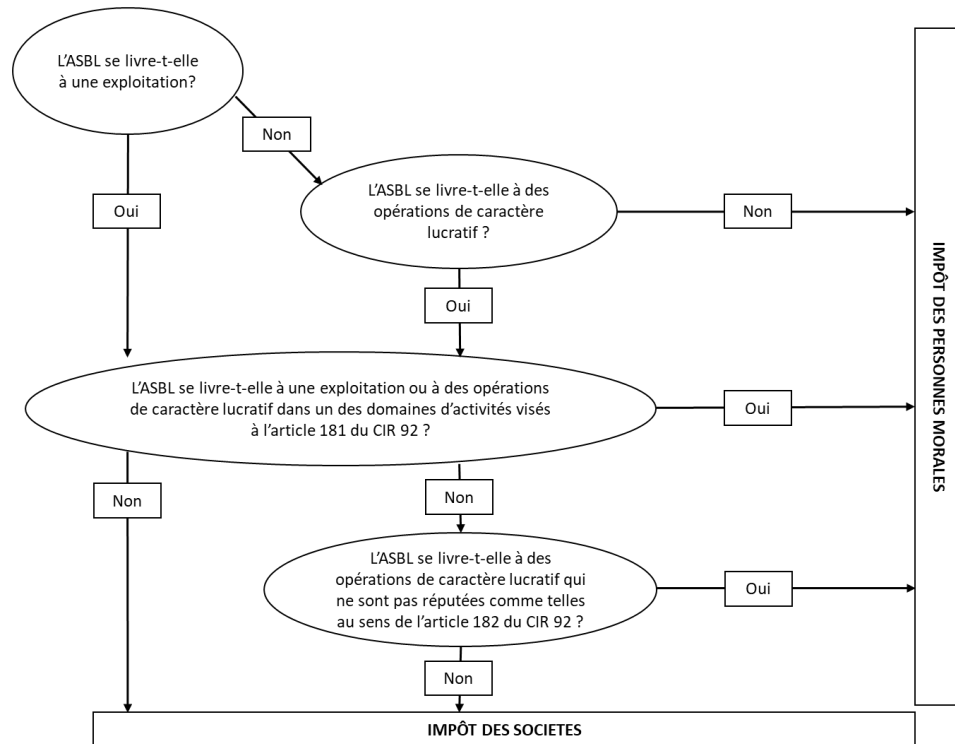 L'ASBL se livre-t-elle
à une exploitation?
Non
Oui
L'ASBL se livre-t-elle à des
opérations de caractère
lucratif ?
Non
Oui
L'ASBL se livre-t-elle à une exploitation ou à des opérations
de caractère lucratif dans un des domaines d'activités visés
à l'article 181 du CIR 92 ?
Oui
Non
Non
L'ASBL se livre-t-elle à des
opérations de caractère lucratif qui
ne sont pas réputées comme telles
au sens de l'article 182 du CIR 92 ?
Oui
Non
IMPÔT DES PERSONNES MORALES
IMPÔT DES SOCIETES